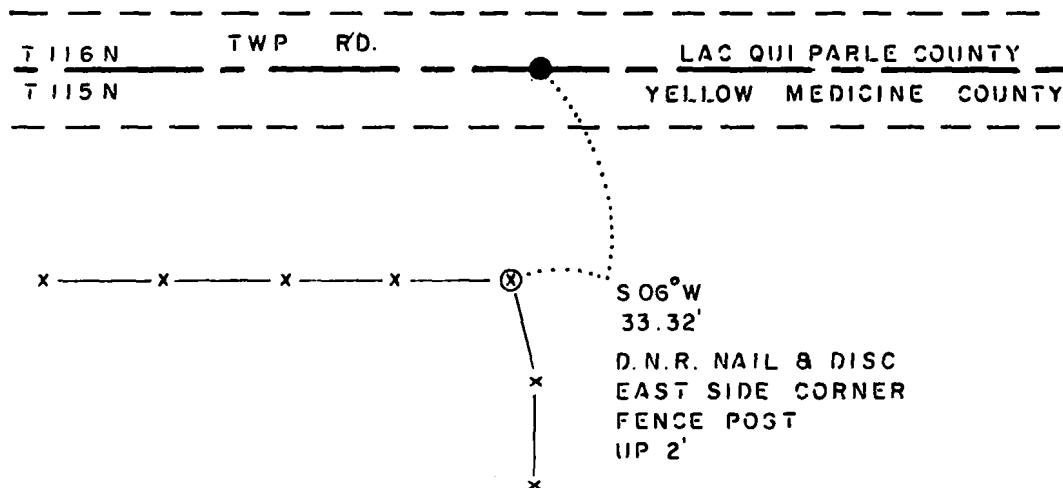 T 116 N TWP RD. LAC QUI PARLE COUNTY
T 115 N YELLOW MEDICINE COUNTY
S 06° W
33.32'
D.N.R. NAIL & DISC
EAST SIDE CORNER
FENCE POST
UP 2'